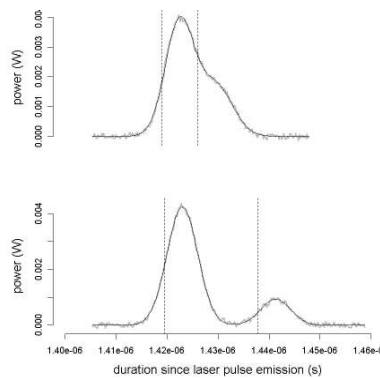 0.004
0.003
0.002
0.001
0.000
power (W)
0.004
0.002
0.000
power (W)
1.40e-06 1.41e-06 1.42e-06 1.43e-06 1.44e-06 1.45e-06 1.46e-0
duration since laser pulse emission (s)